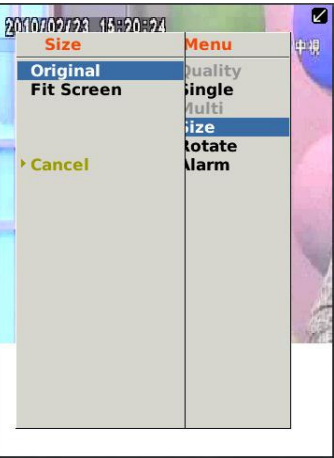 2010/02/23 15:20:24
中視
Size
Original
Fit Screen
Cancel
Menu
Quality
Single
Multi
Size
Rotate
Alarm